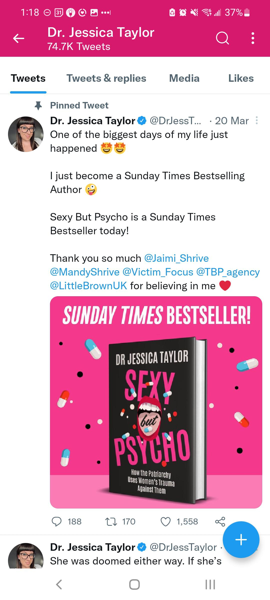 1:18 31 37%
Dr. Jessica Taylor
74.7K Tweets
Tweets Tweets & replies Media Likes
Pinned Tweet
Dr. Jessica Taylor @DrJessT... · 20 Mar
One of the biggest days of my life just
happened 🤩🤩
I just become a Sunday Times Bestselling
Author 🤪
Sexy But Psycho is a Sunday Times
Bestseller today!
Thank you so much @Jaimi_Shrive
@MandyShrive @Victim_Focus @TBP_agency
@LittleBrownUK for believing in me ❤️
SUNDAY TIMES BESTSELLER!
DR JESSICA TAYLOR
SEXY
but
PSYCHO
How the Patriarchy
Uses Women's Trauma
Against Them
188 170 1,558
Dr. Jessica Taylor @DrJessTaylor ·
She was doomed either way. If she's